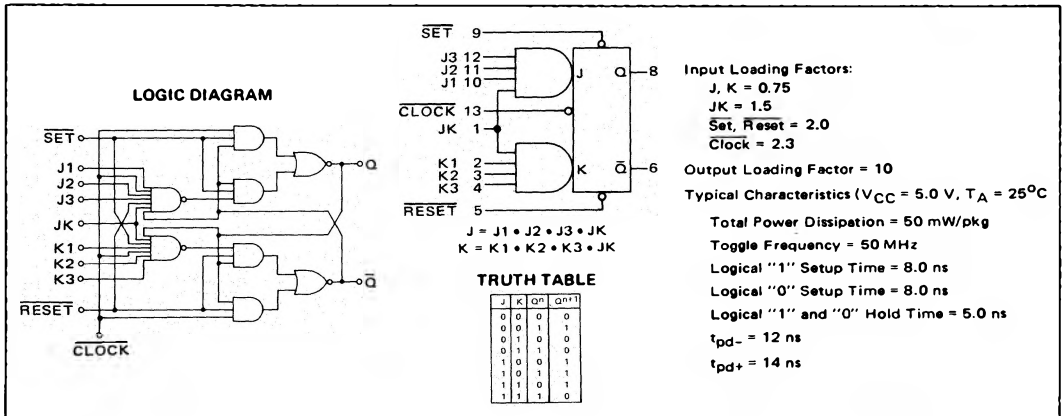 LOGIC DIAGRAM
SET
J1
J2
J3
JK
K1
K2
K3
RESET
CLOCK
Q
Q̅
SET 9
J3 12
J2 11
J1 10
CLOCK 13
JK 1
K1 2
K2 3
K3 4
RESET 5
J Q 8
K Q̅ 6
J = J1 • J2 • J3 • JK
K = K1 • K2 • K3 • JK
TRUTH TABLE
J K Qn Qn+1
0 0 0 0
0 0 1 1
0 1 0 0
0 1 1 0
1 0 0 1
1 0 1 1
1 1 0 1
1 1 1 0
Input Loading Factors:
J, K = 0.75
JK = 1.5
Set, Reset = 2.0
Clock = 2.3
Output Loading Factor = 10
Typical Characteristics (VCC = 5.0 V, TA = 25°C
Total Power Dissipation = 50 mW/pkg
Toggle Frequency = 50 MHz
Logical "1" Setup Time = 8.0 ns
Logical "0" Setup Time = 8.0 ns
Logical "1" and "0" Hold Time = 5.0 ns
tpd- = 12 ns
tpd+ = 14 ns